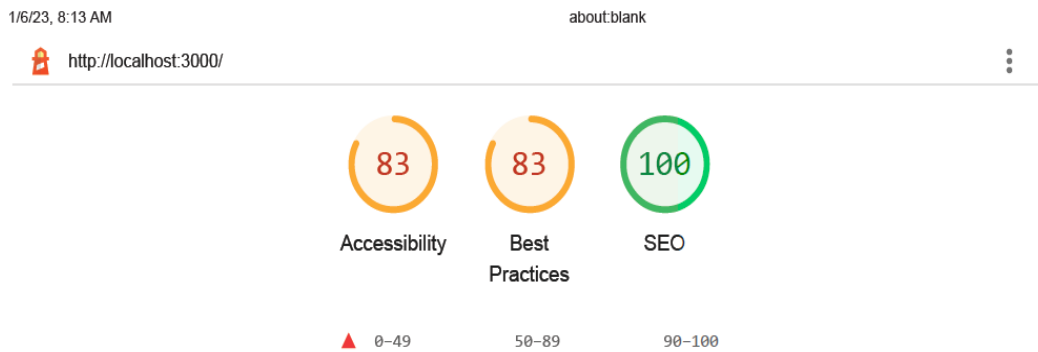 1/6/23, 8:13 AM about:blank
http://localhost:3000/
83 83 100
Accessibility Best Practices SEO
0–49 50–89 90–100